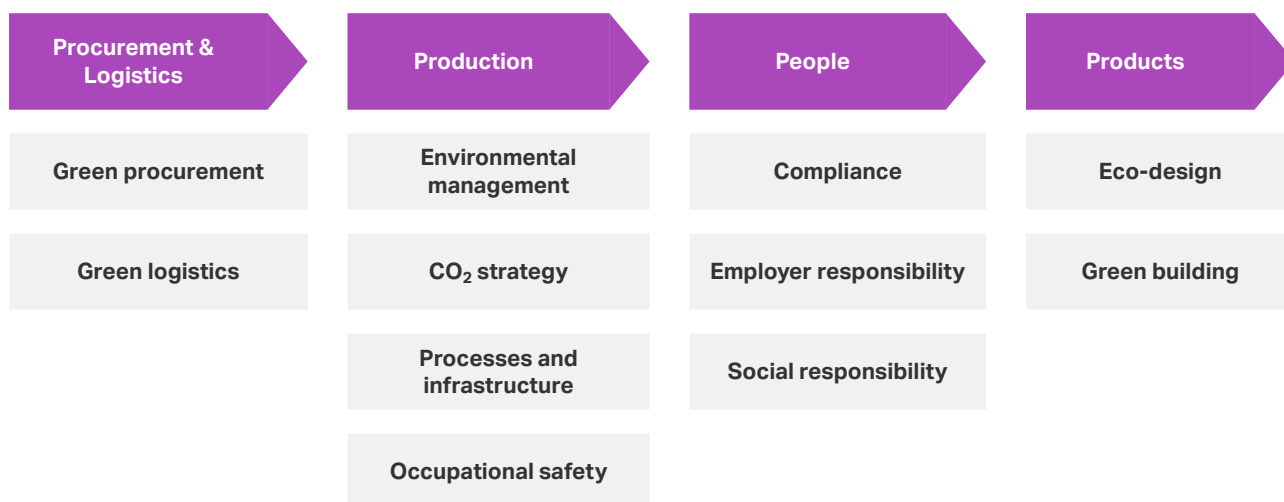 Procurement &
Logistics
Green procurement
Green logistics
Production
Environmental
management
CO₂ strategy
Processes and
infrastructure
Occupational safety
People
Compliance
Employer responsibility
Social responsibility
Products
Eco-design
Green building